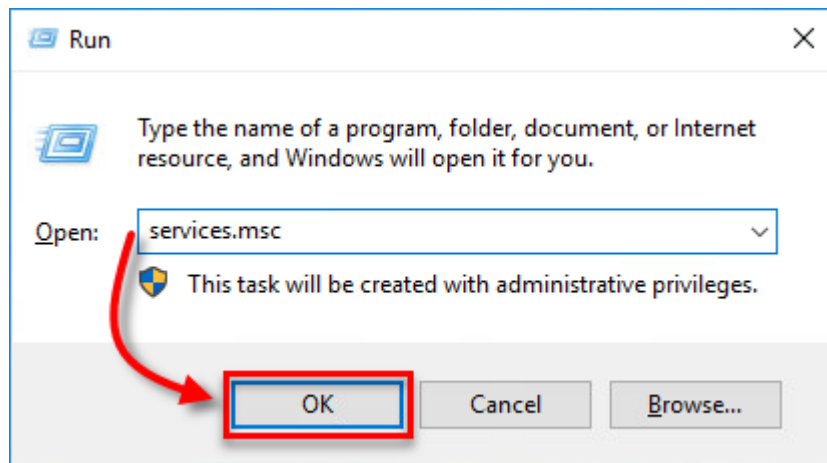 Run
Type the name of a program, folder, document, or Internet
resource, and Windows will open it for you.
Open: services.msc
This task will be created with administrative privileges.
OK Cancel Browse...